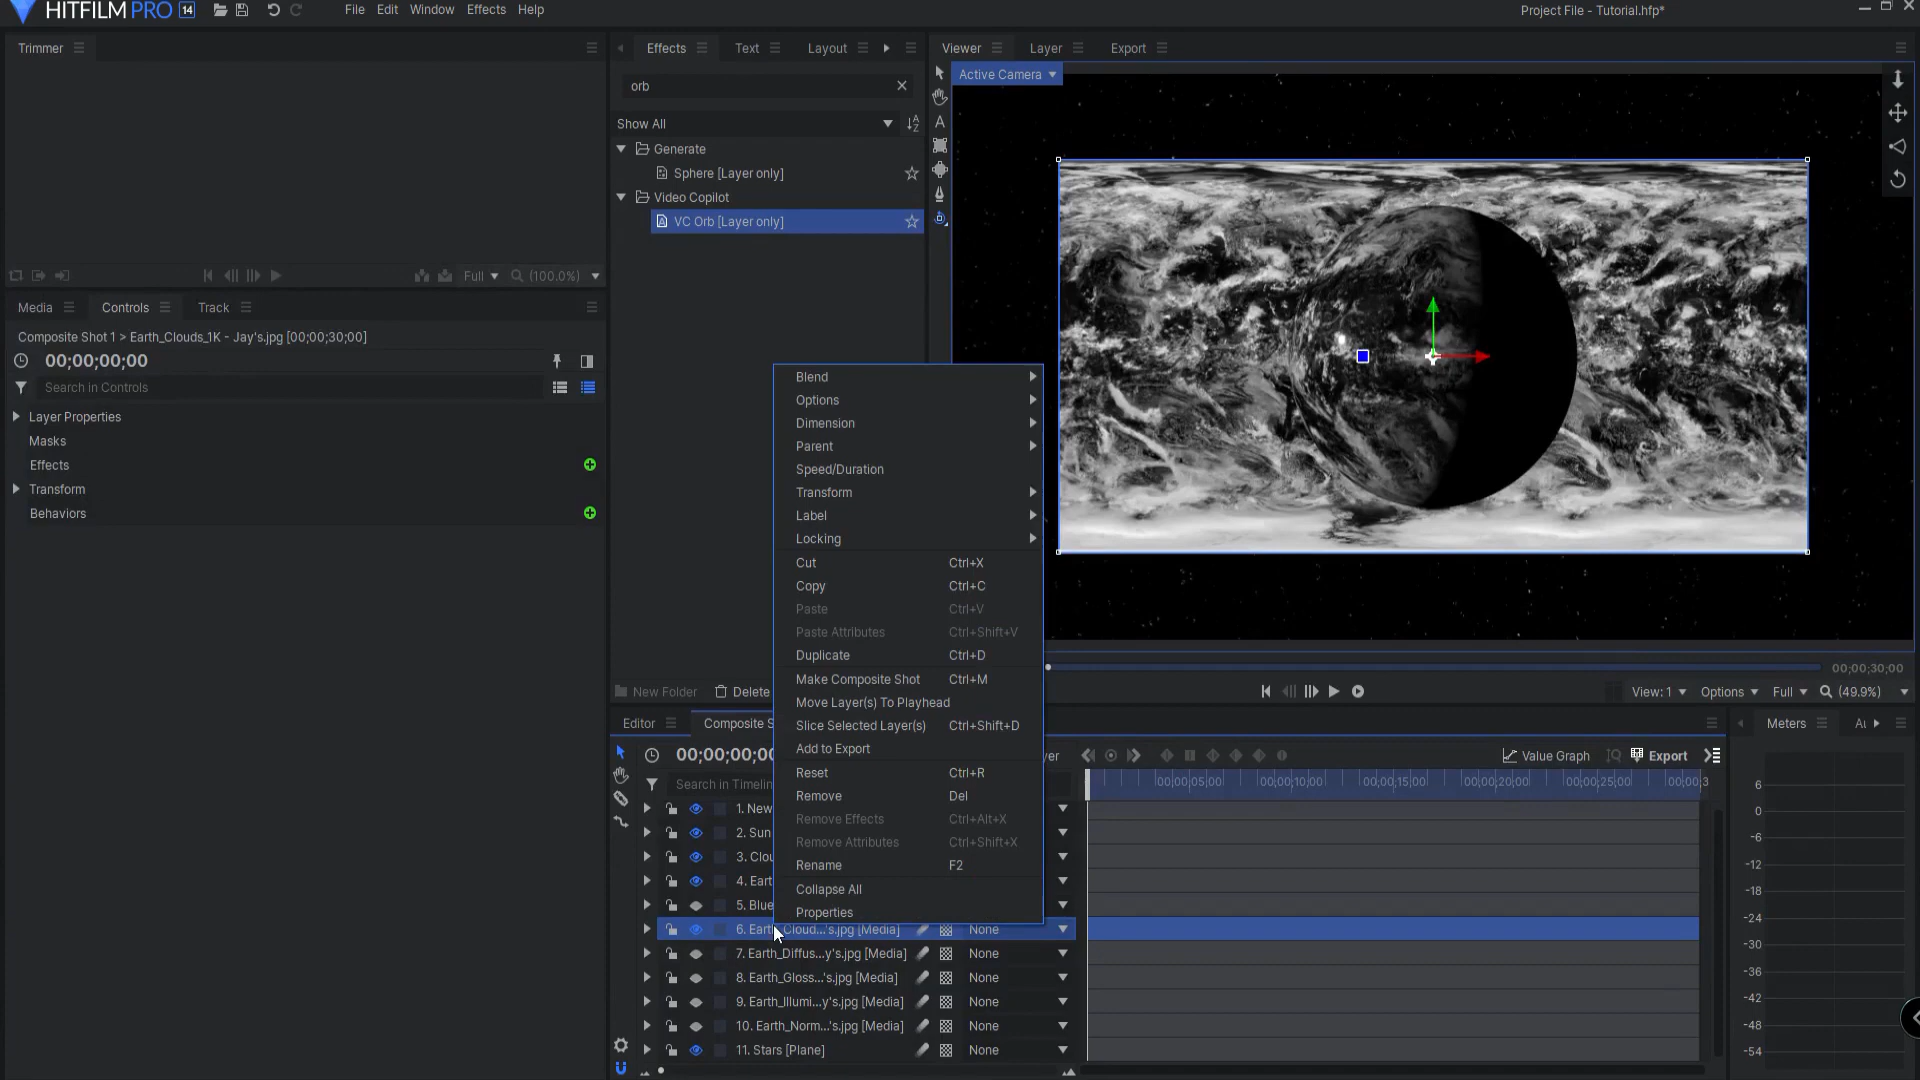 HITFILM PRO 14
File Edit Window Effects Help
Project File - Tutorial.hfp*
Trimmer
Effects Text Layout
Viewer Layer Export
orb
Active Camera
Show All
Generate
Sphere [Layer only]
Video Copilot
VC Orb [Layer only]
Full (100.0%)
Media Controls Track
Composite Shot 1 > Earth_Clouds_1K - Jay's.jpg [00;00;30;00]
00;00;00;00
Search in Controls
Layer Properties
Masks
Effects
Transform
Behaviors
Blend
Options
Dimension
Parent
Speed/Duration
Transform
Label
Locking
Cut Ctrl+X
Copy Ctrl+C
Paste Ctrl+V
Paste Attributes Ctrl+Shift+V
Duplicate Ctrl+D
Make Composite Shot Ctrl+M
Move Layer(s) To Playhead
Slice Selected Layer(s) Ctrl+Shift+D
Add to Export
Reset Ctrl+R
Remove Del
Remove Effects Ctrl+Alt+X
Remove Attributes Ctrl+Shift+X
Rename F2
Collapse All
Properties
00;00;30;00
New Folder Delete
View: 1 Options Full (49.9%)
Editor Composite S
Meters Au
00;00;00;00
yer
Value Graph Export
Search in Timelin
00;00;05;00 00;00;10;00 00;00;15;00 00;00;20;00 00;00;25;00 00;00;3
1. New
2. Sun
3. Clou
4. Eart
5. Blue
6. Earth_Cloud...'s.jpg [Media] None
7. Earth_Diffus...y's.jpg [Media] None
8. Earth_Gloss...'s.jpg [Media] None
9. Earth_Illumi...y's.jpg [Media] None
10. Earth_Norm...'s.jpg [Media] None
11. Stars [Plane] None
6
0
-6
-12
-18
-24
-30
-36
-42
-48
-54